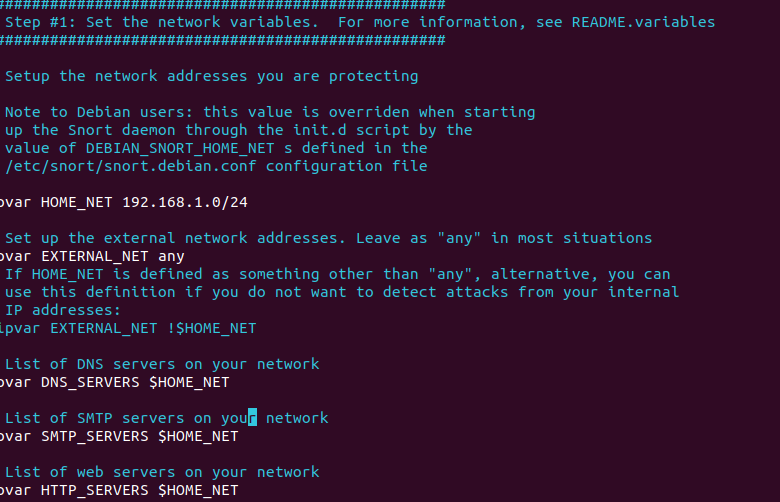 ##################################################
Step #1: Set the network variables.  For more information, see README.variables
##################################################
Setup the network addresses you are protecting
Note to Debian users: this value is overriden when starting
up the Snort daemon through the init.d script by the
value of DEBIAN_SNORT_HOME_NET s defined in the
/etc/snort/snort.debian.conf configuration file
pvar HOME_NET 192.168.1.0/24
Set up the external network addresses. Leave as "any" in most situations
pvar EXTERNAL_NET any
If HOME_NET is defined as something other than "any", alternative, you can
use this definition if you do not want to detect attacks from your internal
IP addresses:
ipvar EXTERNAL_NET !$HOME_NET
List of DNS servers on your network
pvar DNS_SERVERS $HOME_NET
List of SMTP servers on your network
pvar SMTP_SERVERS $HOME_NET
List of web servers on your network
pvar HTTP_SERVERS $HOME_NET